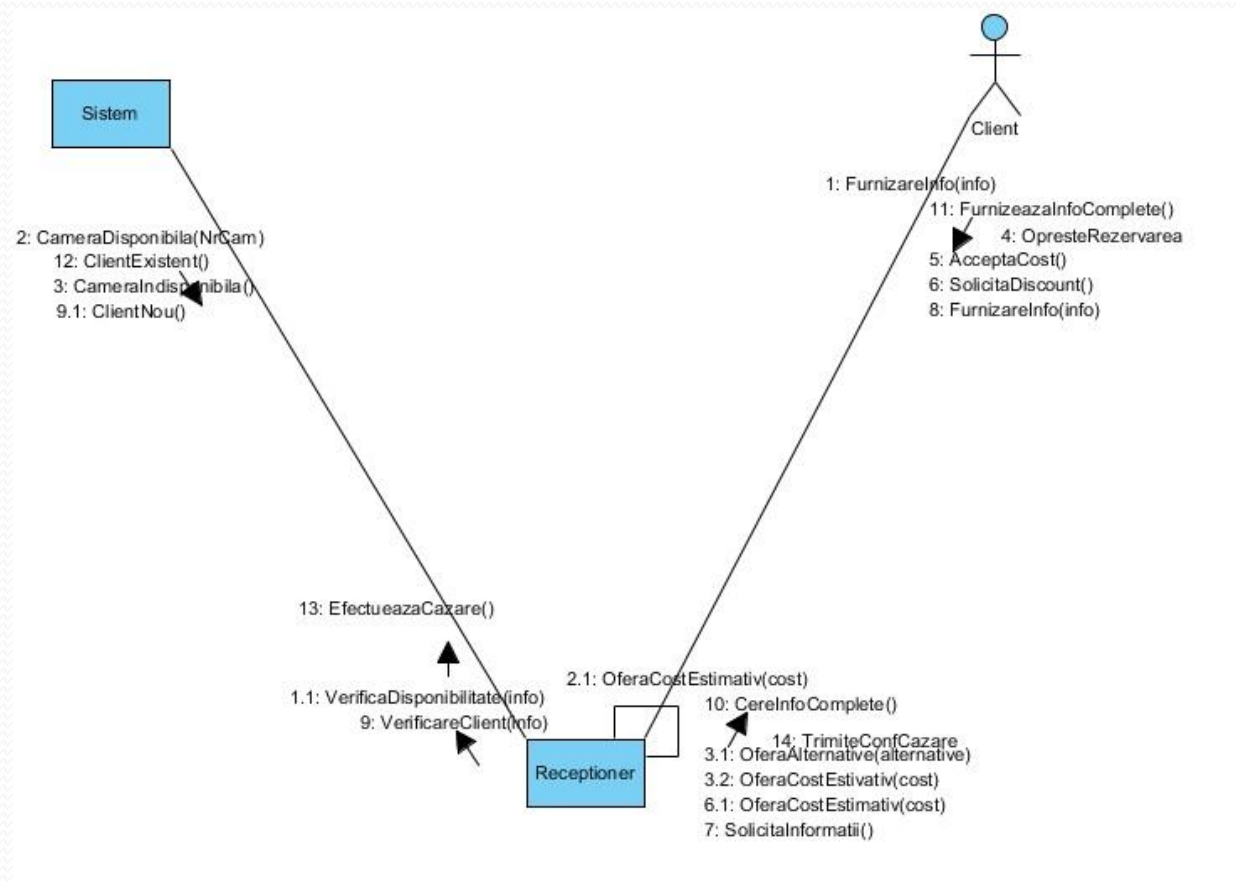 Sistem
Client
1: FurnizareInfo(info)
11: FurnizeazaInfoComplete()
4: OpresteRezervarea
5: AcceptaCost()
6: SolicitaDiscount()
8: FurnizareInfo(info)
2: CameraDisponibila(NrCam)
12: ClientExistent()
3: CameraIndisponibila()
9.1: ClientNou()
13: EfectueazaCazare()
1.1: VerificaDisponibilitate(info)
9: VerificareClient(info)
2.1: OferaCostEstimativ(cost)
10: CereInfoComplete()
14: TrimiteConfCazare
3.1: OferaAlternative(alternative)
3.2: OferaCostEstivativ(cost)
6.1: OferaCostEstimativ(cost)
7: SolicitaInformatii()
Receptioner